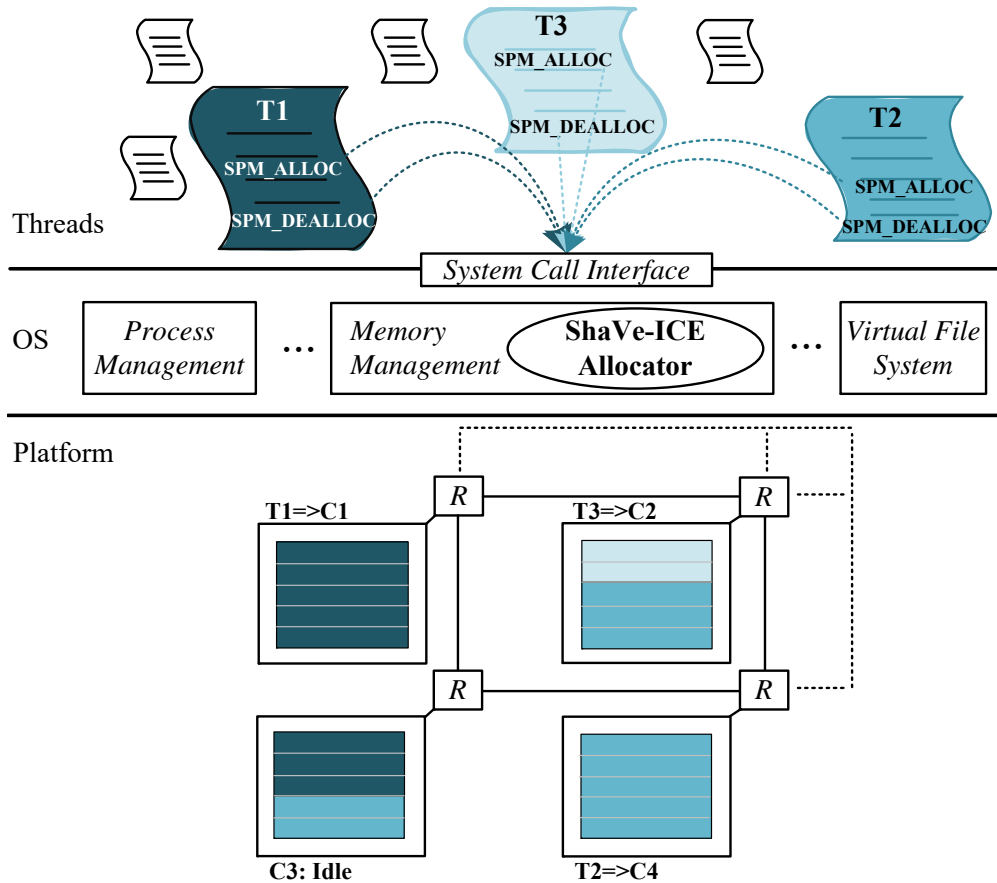 T3
SPM_ALLOC
SPM_DEALLOC
T1
SPM_ALLOC
SPM_DEALLOC
T2
SPM_ALLOC
SPM_DEALLOC
Threads
System Call Interface
OS
Process
Management
...
Memory
Management
ShaVe-ICE
Allocator
...
Virtual File
System
Platform
R
R
T1=>C1
T3=>C2
R
R
C3: Idle
T2=>C4